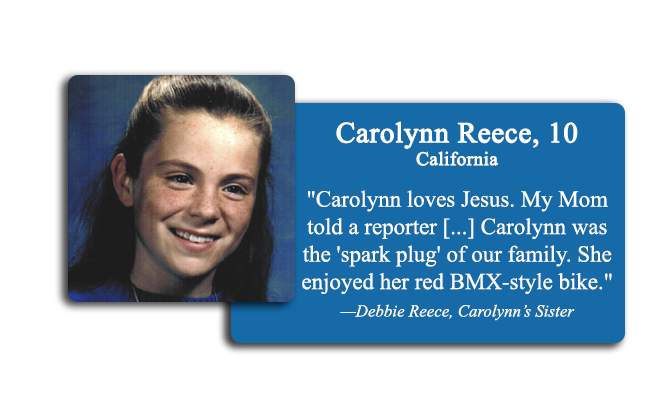 Carolynn Reece, 10
California
"Carolynn loves Jesus. My Mom
told a reporter [...] Carolynn was
the 'spark plug' of our family. She
enjoyed her red BMX-style bike."
—Debbie Reece, Carolynn's Sister